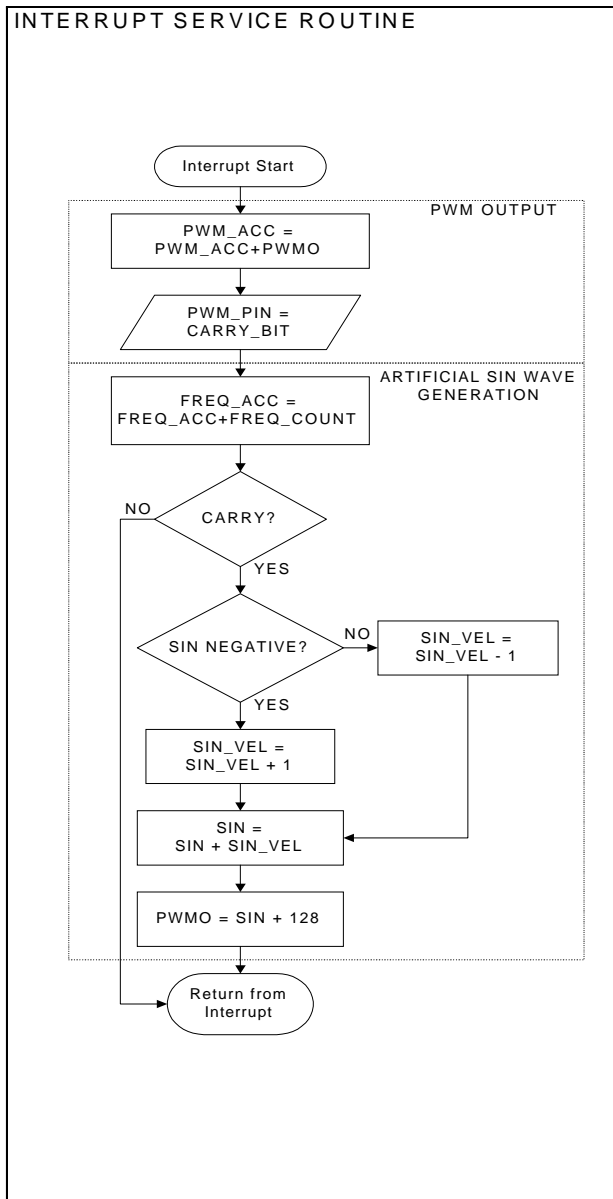 INTERRUPT SERVICE ROUTINE
Interrupt Start
PWM OUTPUT
PWM_ACC =
PWM_ACC+PWMO
PWM_PIN =
CARRY_BIT
ARTIFICIAL SIN WAVE
GENERATION
FREQ_ACC =
FREQ_ACC+FREQ_COUNT
NO
CARRY?
YES
SIN NEGATIVE?
NO
SIN_VEL =
SIN_VEL - 1
YES
SIN_VEL =
SIN_VEL + 1
SIN =
SIN + SIN_VEL
PWMO = SIN + 128
Return from
Interrupt